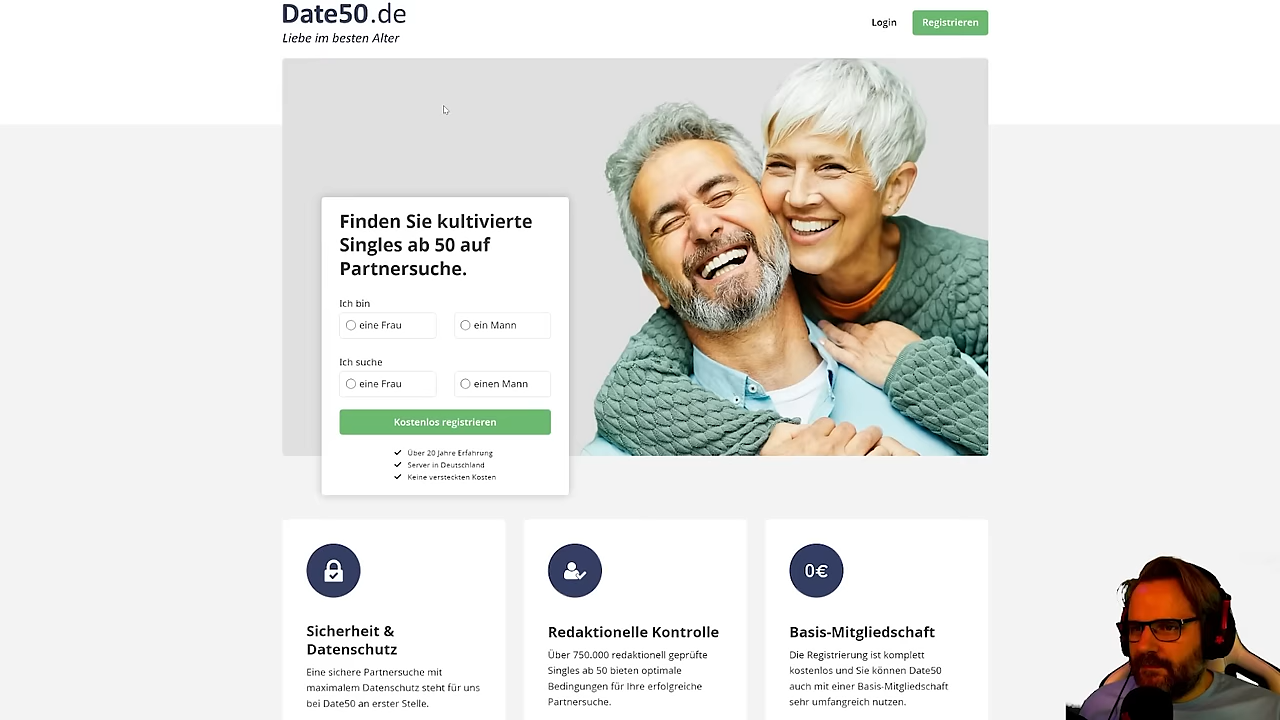 Date50.de
Liebe im besten Alter
Login
Registrieren
Finden Sie kultivierte
Singles ab 50 auf
Partnersuche.
Ich bin
eine Frau
ein Mann
Ich suche
eine Frau
einen Mann
Kostenlos registrieren
Über 20 Jahre Erfahrung
Server in Deutschland
Keine versteckten Kosten
Sicherheit &
Datenschutz
Eine sichere Partnersuche mit
maximalem Datenschutz steht für uns
bei Date50 an erster Stelle.
Redaktionelle Kontrolle
Über 750.000 redaktionell geprüfte
Singles ab 50 bieten optimale
Bedingungen für Ihre erfolgreiche
Partnersuche.
0€
Basis-Mitgliedschaft
Die Registrierung ist komplett
kostenlos und Sie können Date50
auch mit einer Basis-Mitgliedschaft
sehr umfangreich nutzen.